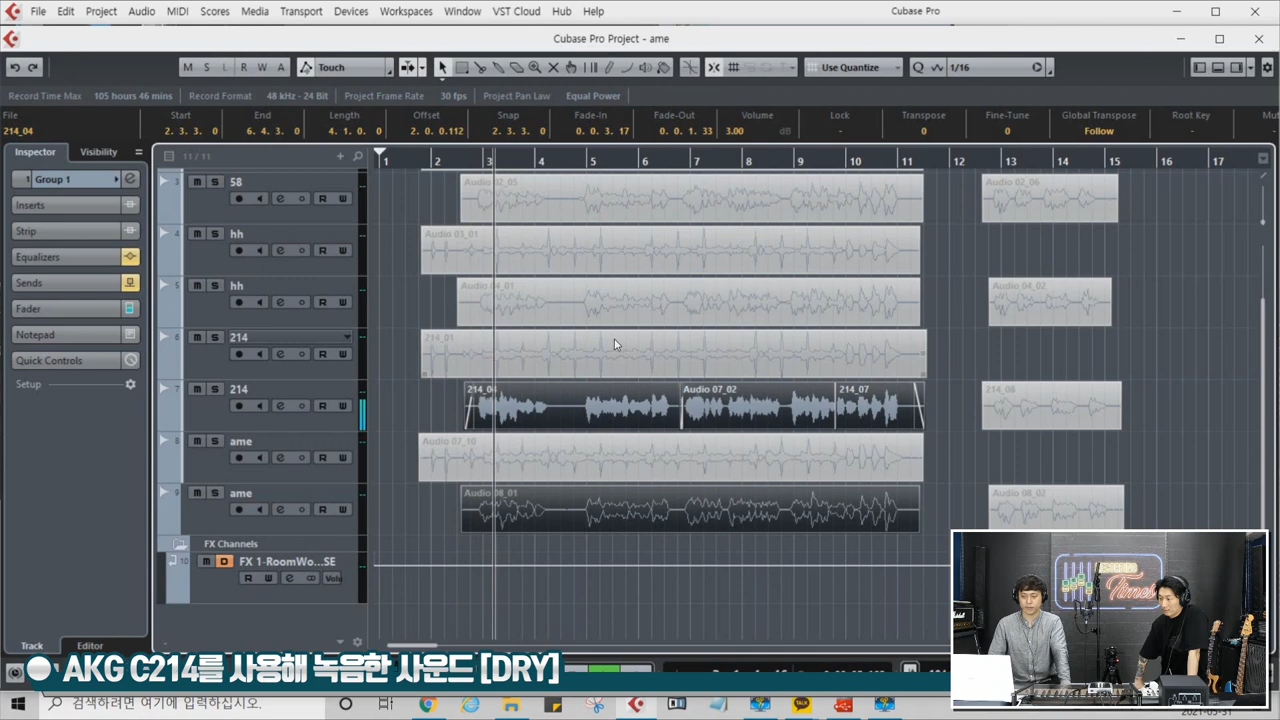 File Edit Project Audio MIDI Scores Media Transport Devices Workspaces Window VST Cloud Hub Help Cubase Pro
Cubase Pro Project - ame
M S L R W A Touch Use Quantize Q 1/16
Record Time Max 105 hours 46 mins Record Format 48 kHz - 24 Bit Project Frame Rate 30 fps Project Pan Law Equal Power
File Start End Length Offset Snap Fade-In Fade-Out Volume Lock Transpose Fine-Tune Global Transpose Root Key
214_04 2. 3. 3. 0 6. 4. 3. 0 4. 1. 0. 0 2. 0. 0.112 2. 3. 3. 0 0. 0. 3. 17 0. 0. 1. 33 3.00 dB - 0 0 Follow -
Inspector Visibility 11 / 11 1 2 3 4 5 6 7 8 9 10 11 12 13 14 15 16 17
1 Group 1
Inserts
Strip
Equalizers
Sends
Fader
Notepad
Quick Controls
Setup
3 m S 58 R W Audio 02_05 Audio 02_06
4 m S hh R W Audio 03_01
5 m S hh R W Audio 04_01 Audio 04_02
6 m S 214 R W 214_01
7 m S 214 R W Audio 07_02 214_07
8 m S ame R W Audio 07_10
9 m S ame R W Audio 08_01 Audio 08_02
FX Channels
10 m FX 1-RoomWo...SE
R W
Track Editor
AKG C214를 사용해 녹음한 사운드 [DRY]
검색하려면 여기에 입력하십시오.
TALK
Times
2021-03-31